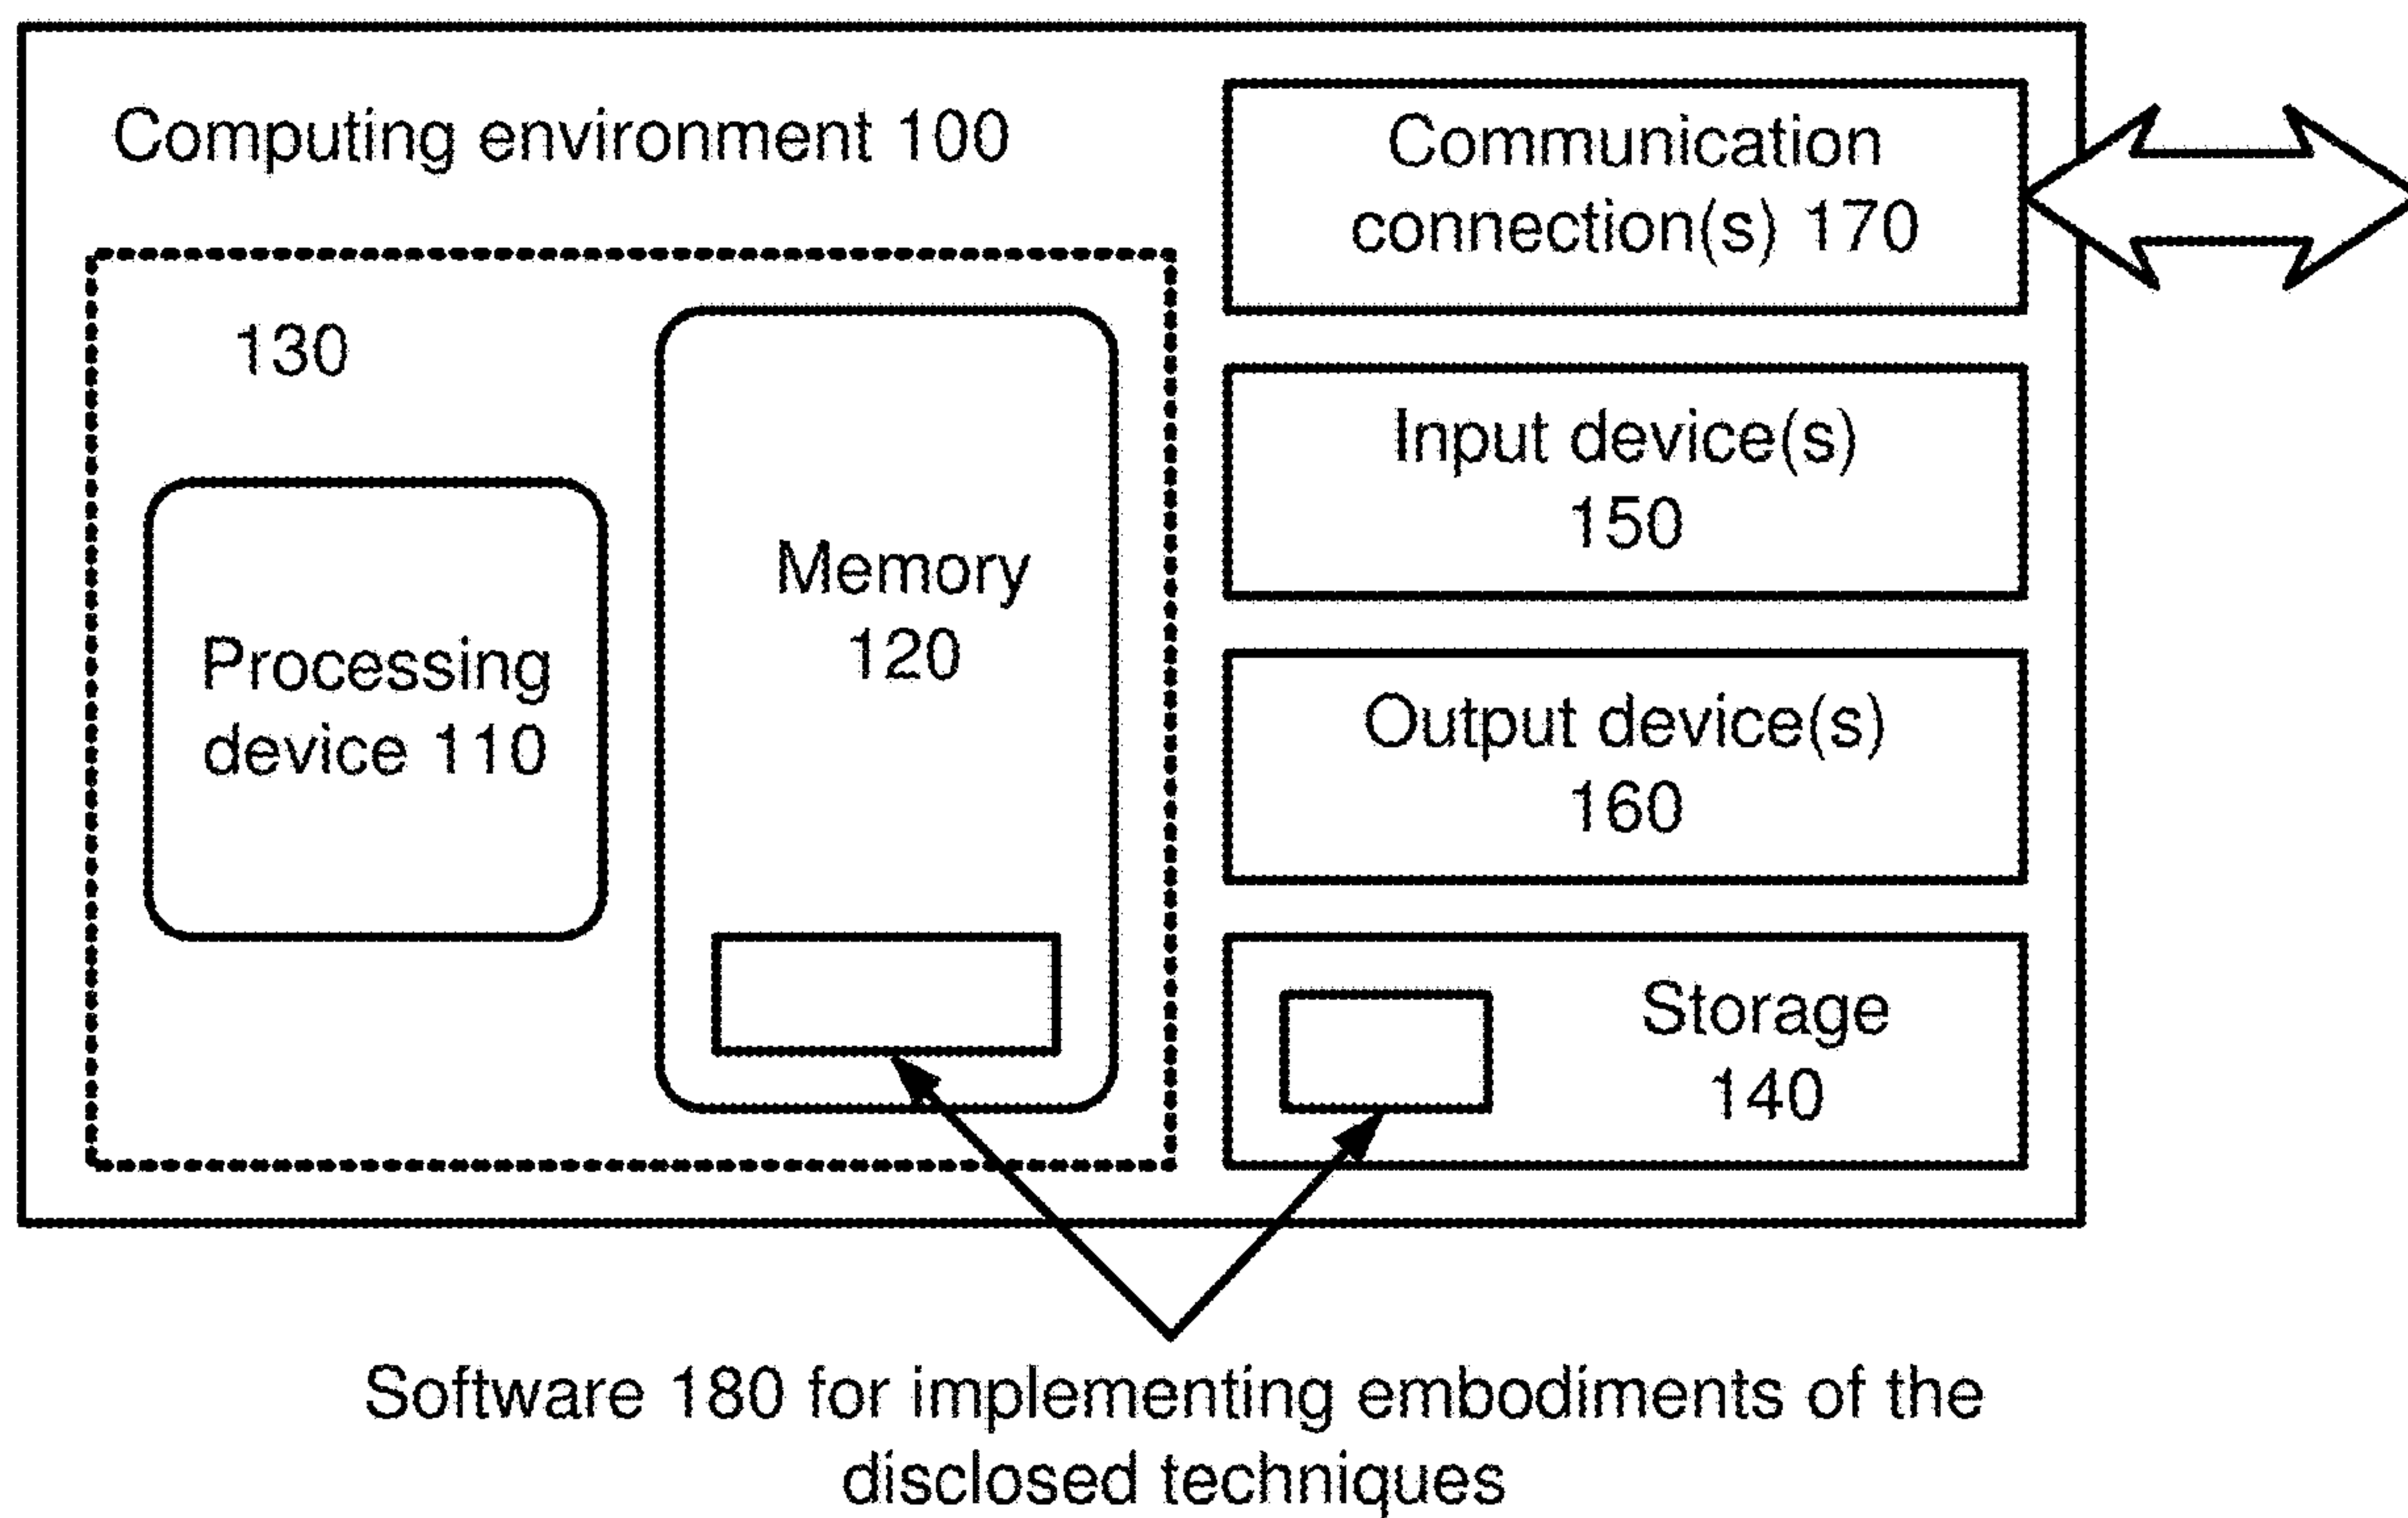 Computing environment 100
130
Processing
device 110
Memory
120
Communication
connection(s) 170
Input device(s)
150
Output device(s)
160
Storage
140
Software 180 for implementing embodiments of the
disclosed techniques